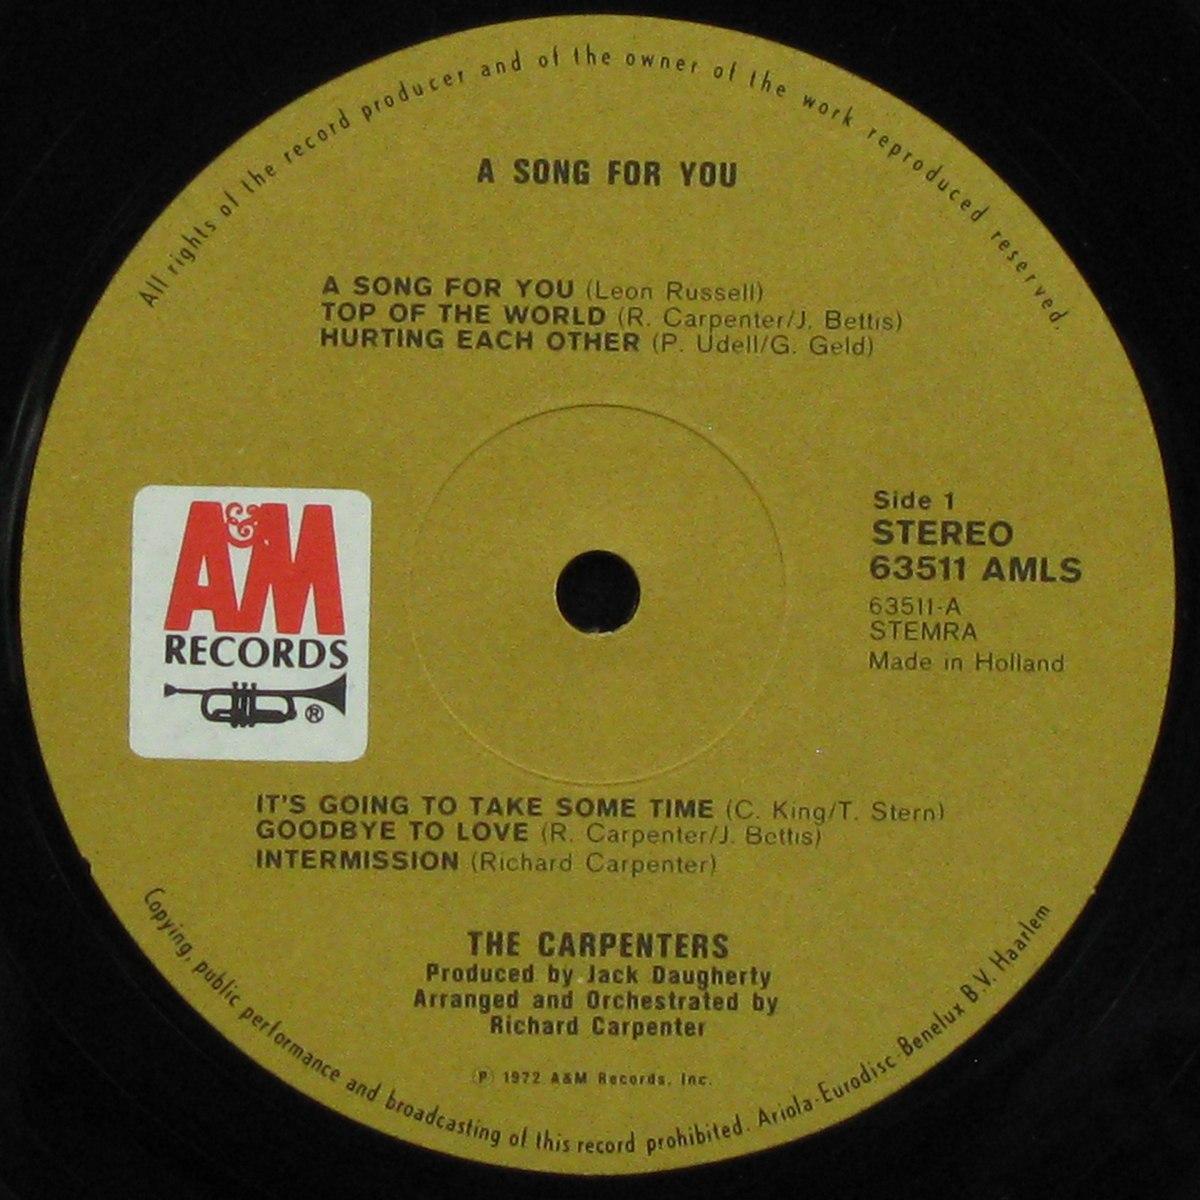 All rights of the record producer and of the owner of the work reproduced reserved.
A SONG FOR YOU
A SONG FOR YOU (Leon Russell)
TOP OF THE WORLD (R. Carpenter/J. Bettis)
HURTING EACH OTHER (P. Udell/G. Geld)
A&M
RECORDS
®
Side 1
STEREO
63511 AMLS
63511-A
STEMRA
Made in Holland
IT'S GOING TO TAKE SOME TIME (C. King/T. Stern)
GOODBYE TO LOVE (R. Carpenter/J. Bettis)
INTERMISSION (Richard Carpenter)
THE CARPENTERS
Produced by Jack Daugherty
Arranged and Orchestrated by
Richard Carpenter
℗ 1972 A&M Records, Inc.
Copying, public performance and broadcasting of this record prohibited. Ariola-Eurodisc-Benelux B.V. Haarlem